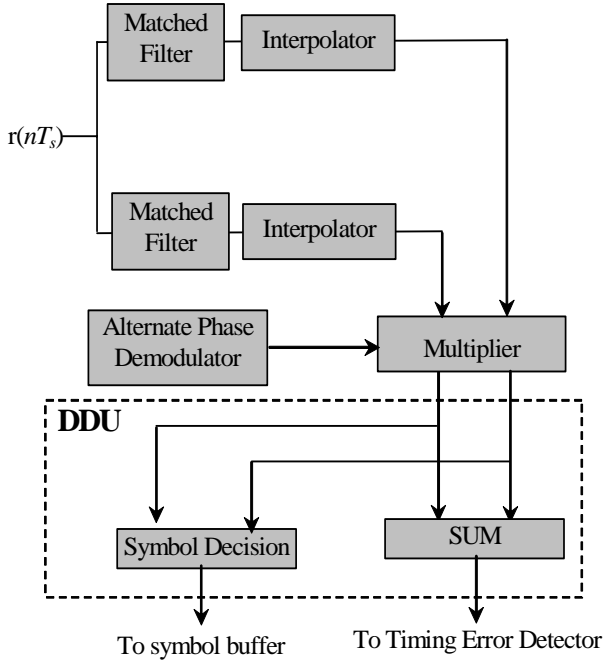 Matched
Filter
Interpolator
r(nTs)
Matched
Filter
Interpolator
Alternate Phase
Demodulator
Multiplier
DDU
Symbol Decision
SUM
To symbol buffer
To Timing Error Detector